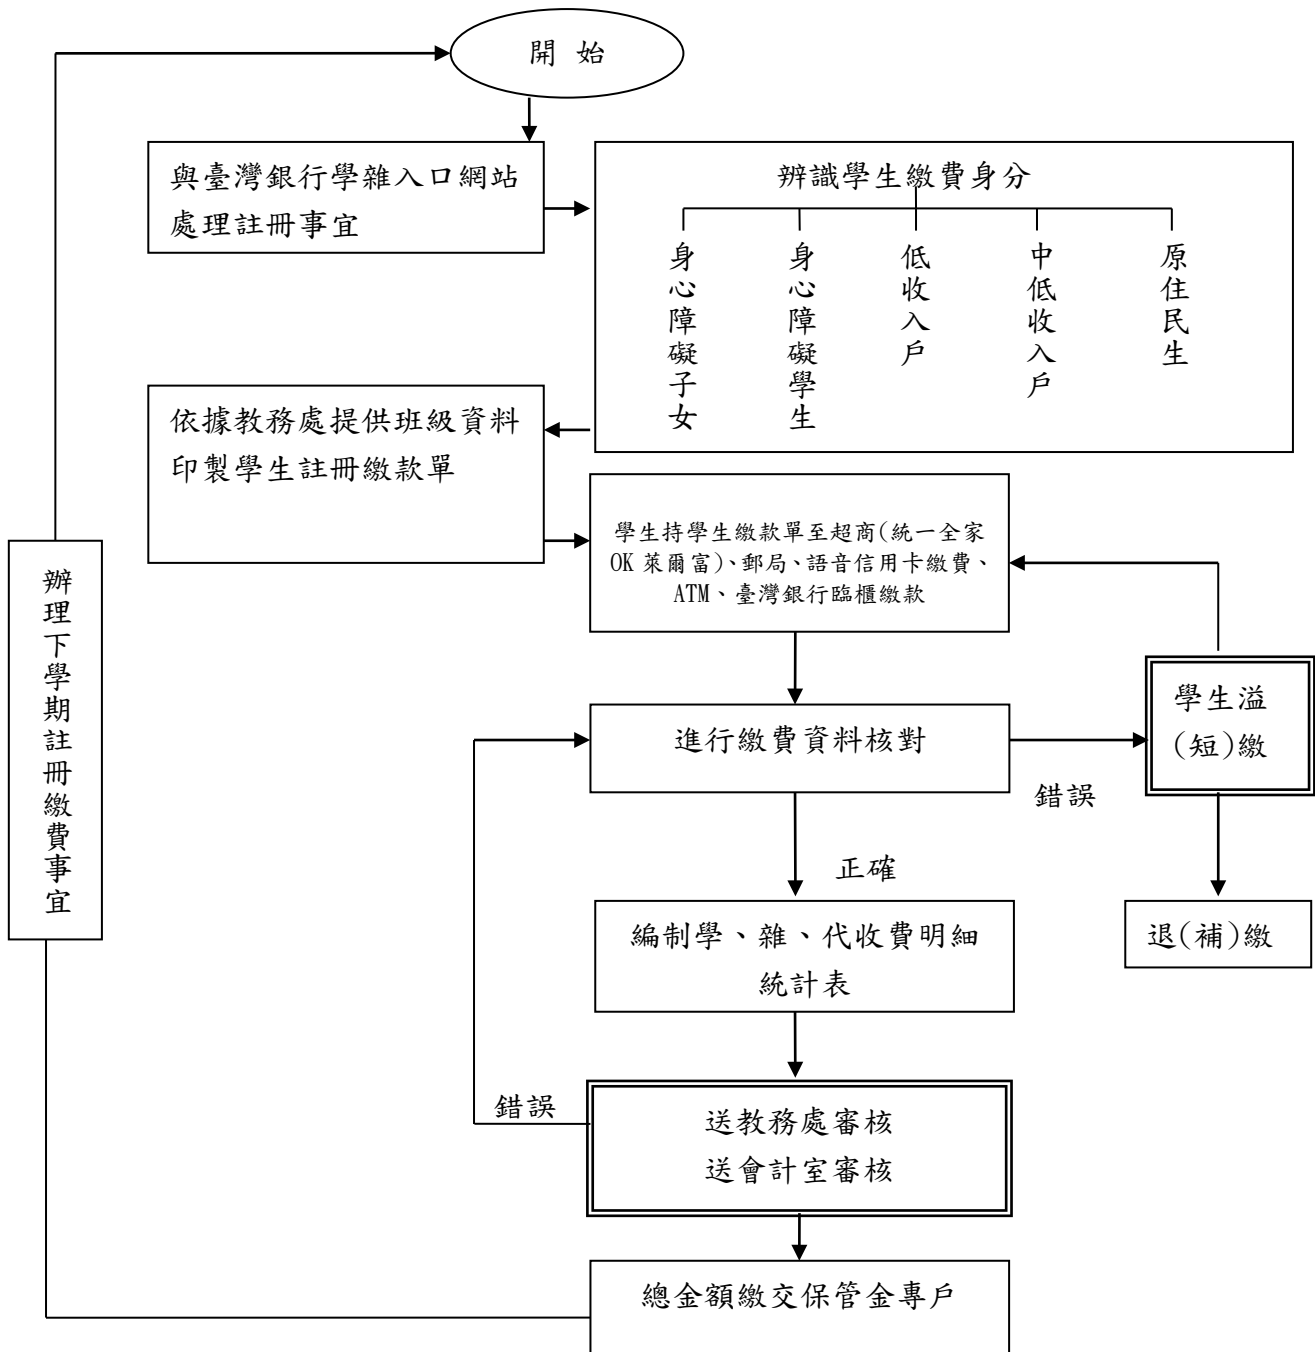 開 始
與臺灣銀行學雜入口網站
處理註冊事宜
辨識學生繳費身分
身心障礙子女
身心障礙學生
低收入戶
中低收入戶
原住民生
依據教務處提供班級資料
印製學生註冊繳款單
學生持學生繳款單至超商(統一全家
OK 萊爾富)、郵局、語音信用卡繳費、
ATM、臺灣銀行臨櫃繳款
進行繳費資料核對
錯誤
學生溢
(短)繳
退(補)繳
正確
編制學、雜、代收費明細
統計表
錯誤
送教務處審核
送會計室審核
總金額繳交保管金專戶
辦理下學期註冊繳費事宜